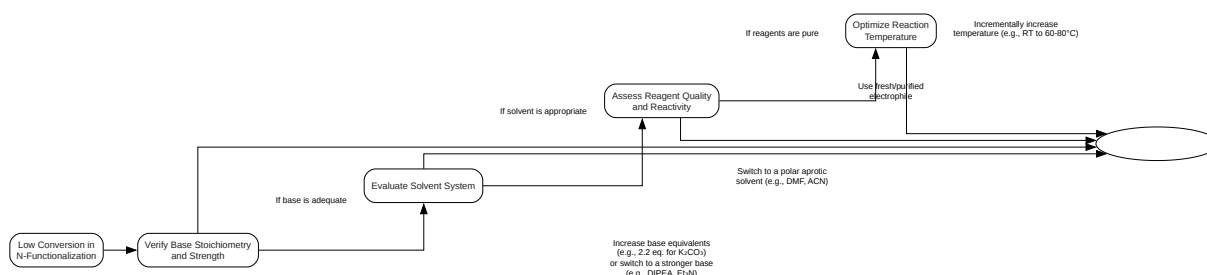 Optimize Reaction
Temperature
Incrementally increase
temperature (e.g., RT to 60-80°C)
If reagents are pure
Use fresh/purified
electrophile
Assess Reagent Quality
and Reactivity
If solvent is appropriate
Switch to a polar aprotic
solvent (e.g., DMF, ACN)
Evaluate Solvent System
If base is adequate
Low Conversion in
N-Functionalization
Verify Base Stoichiometry
and Strength
Increase base equivalents
(e.g., 2.2 eq. for K₂CO₃)
or switch to a stronger base
(e.g., DIPEA, Et₃N)